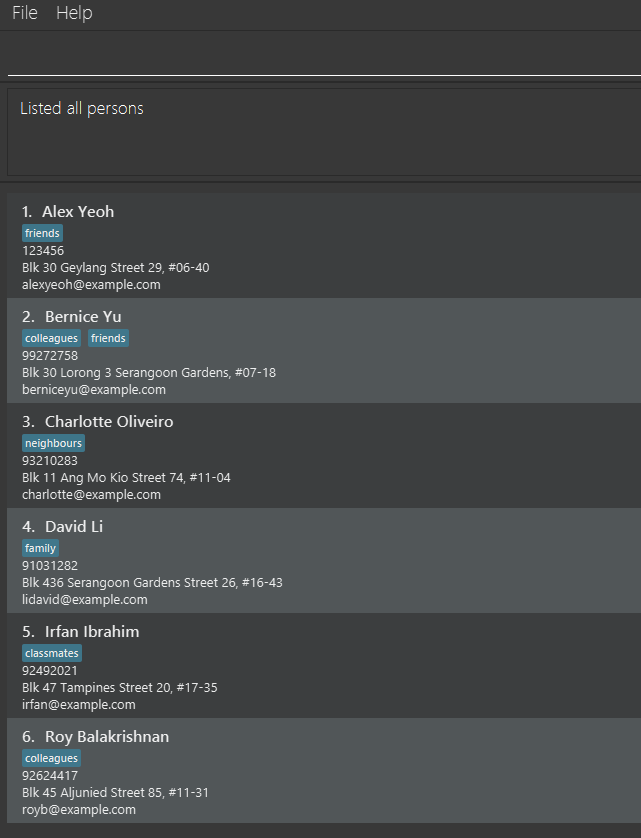 File Help
Listed all persons
1. Alex Yeoh
friends
123456
Blk 30 Geylang Street 29, #06-40
alexyeoh@example.com
2. Bernice Yu
colleagues friends
99272758
Blk 30 Lorong 3 Serangoon Gardens, #07-18
berniceyu@example.com
3. Charlotte Oliveiro
neighbours
93210283
Blk 11 Ang Mo Kio Street 74, #11-04
charlotte@example.com
4. David Li
family
91031282
Blk 436 Serangoon Gardens Street 26, #16-43
lidavid@example.com
5. Irfan Ibrahim
classmates
92492021
Blk 47 Tampines Street 20, #17-35
irfan@example.com
6. Roy Balakrishnan
colleagues
92624417
Blk 45 Aljunied Street 85, #11-31
royb@example.com